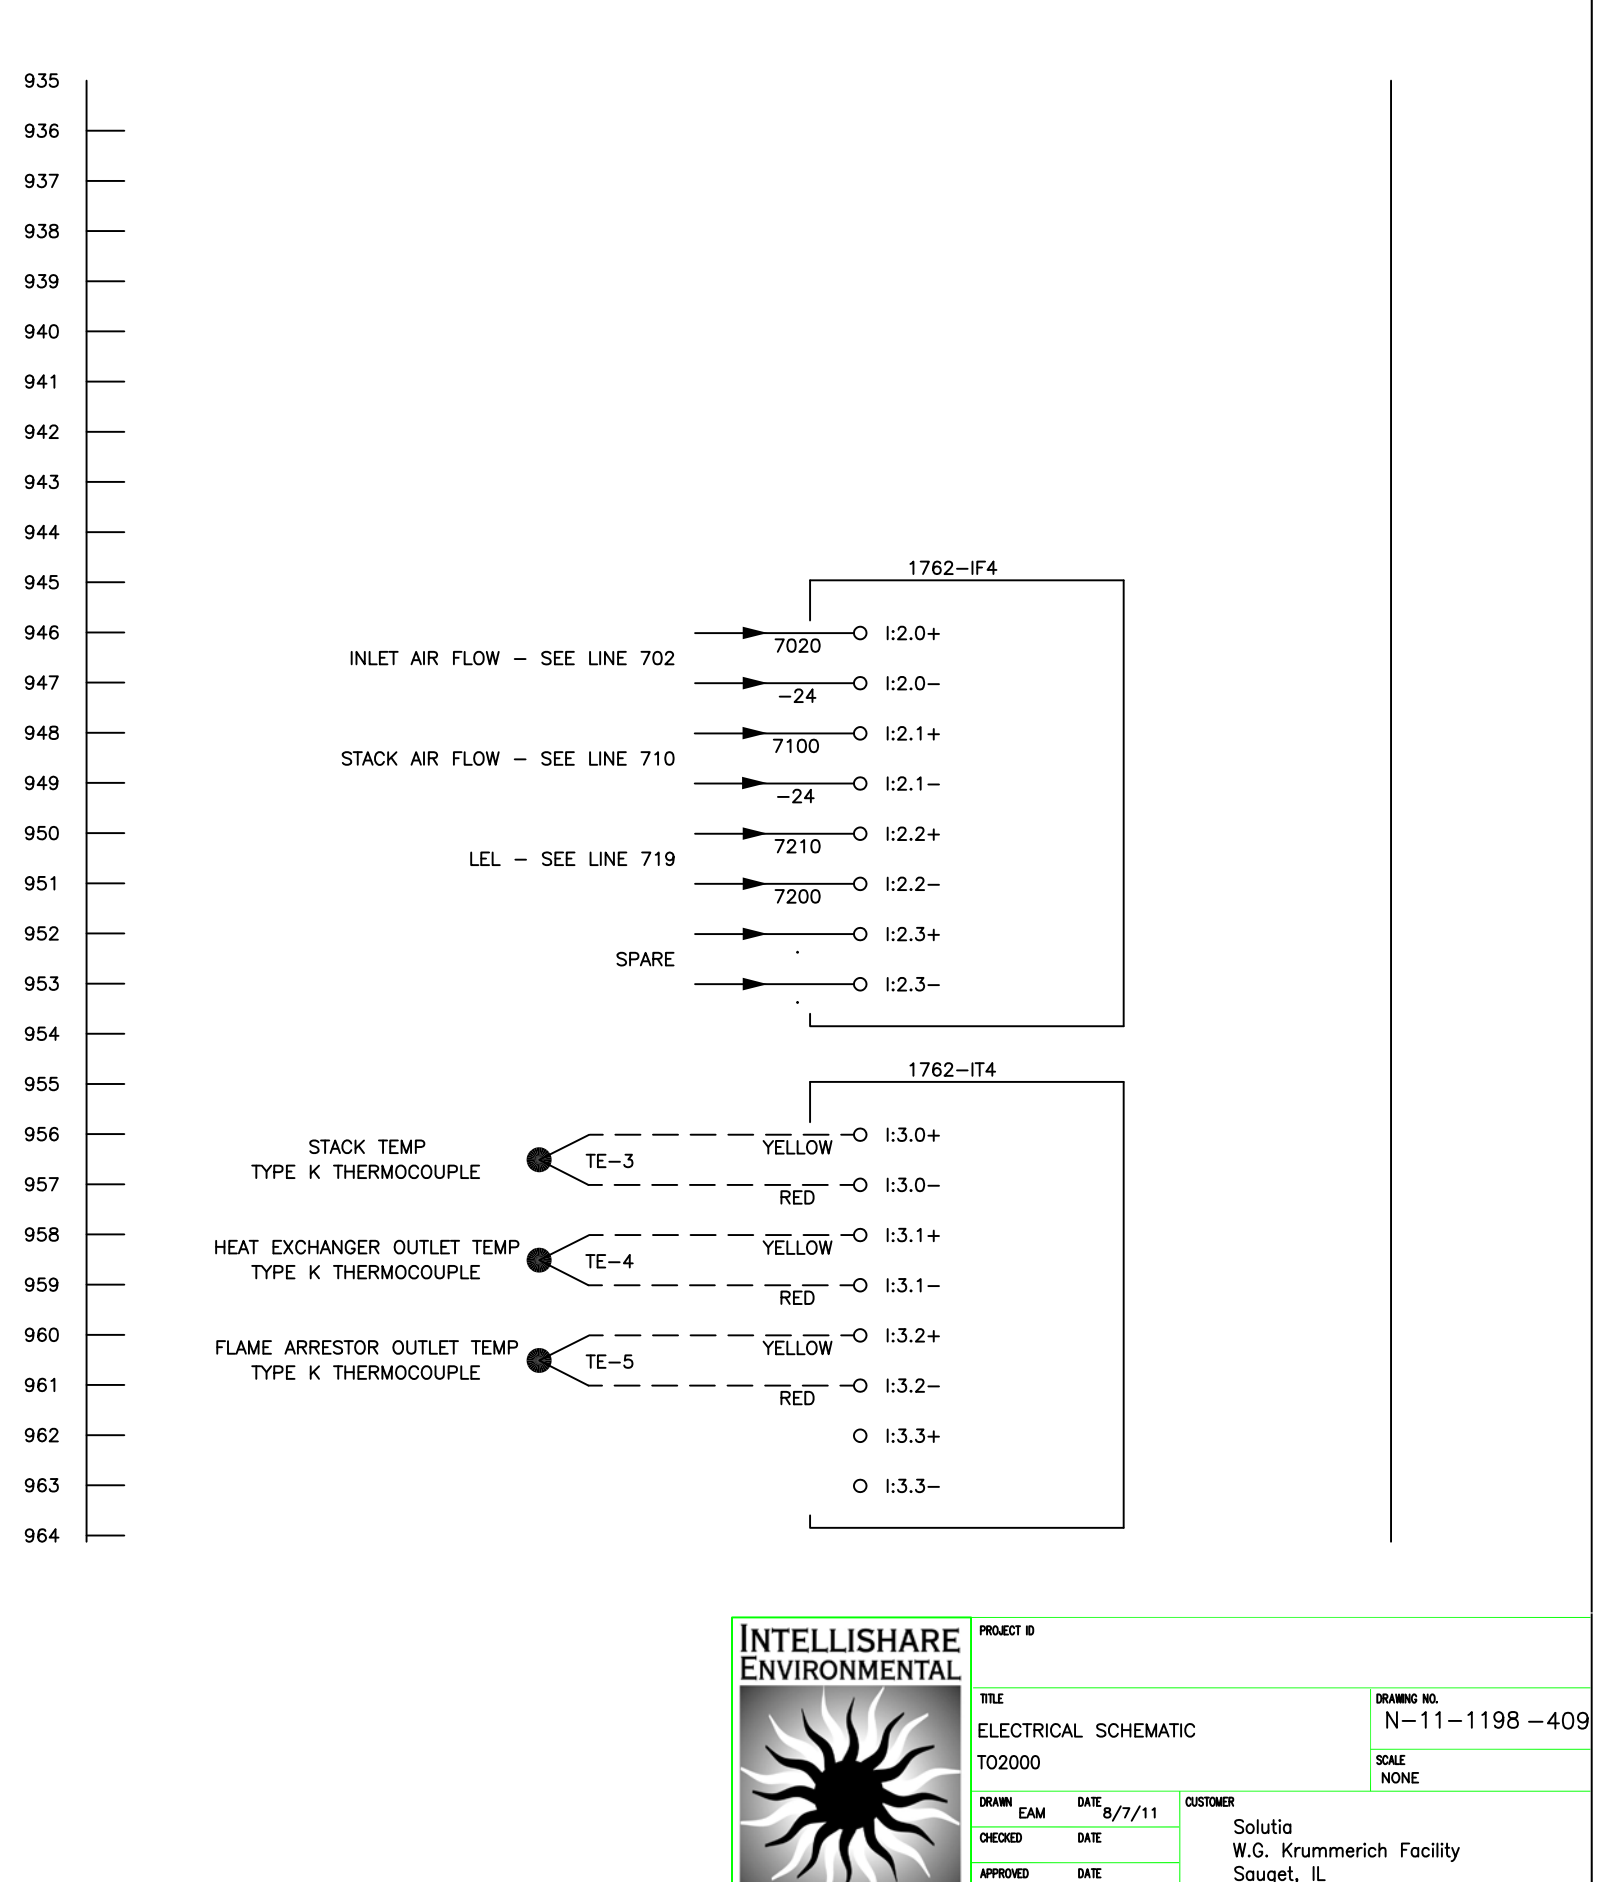 935
936
937
938
939
940
941
942
943
944
1762-IF4
945
946 7020 I:2.0+
INLET AIR FLOW - SEE LINE 702
947 -24 I:2.0-
948 7100 I:2.1+
STACK AIR FLOW - SEE LINE 710
949 -24 I:2.1-
950 7210 I:2.2+
LEL - SEE LINE 719
951 7200 I:2.2-
952 . I:2.3+
SPARE
953 . I:2.3-
954
1762-IT4
955
956 YELLOW I:3.0+
STACK TEMP
TYPE K THERMOCOUPLE TE-3
957 RED I:3.0-
958 YELLOW I:3.1+
HEAT EXCHANGER OUTLET TEMP
TYPE K THERMOCOUPLE TE-4
959 RED I:3.1-
960 YELLOW I:3.2+
FLAME ARRESTOR OUTLET TEMP
TYPE K THERMOCOUPLE TE-5
961 RED I:3.2-
962 I:3.3+
963 I:3.3-
964
INTELLISHARE
ENVIRONMENTAL
PROJECT ID
TITLE
ELECTRICAL SCHEMATIC
TO2000
DRAWING NO.
N-11-1198-409
SCALE
NONE
DRAWN EAM DATE 8/7/11
CHECKED DATE
APPROVED DATE
CUSTOMER
Solutia
W.G. Krummerich Facility
Sauget, IL